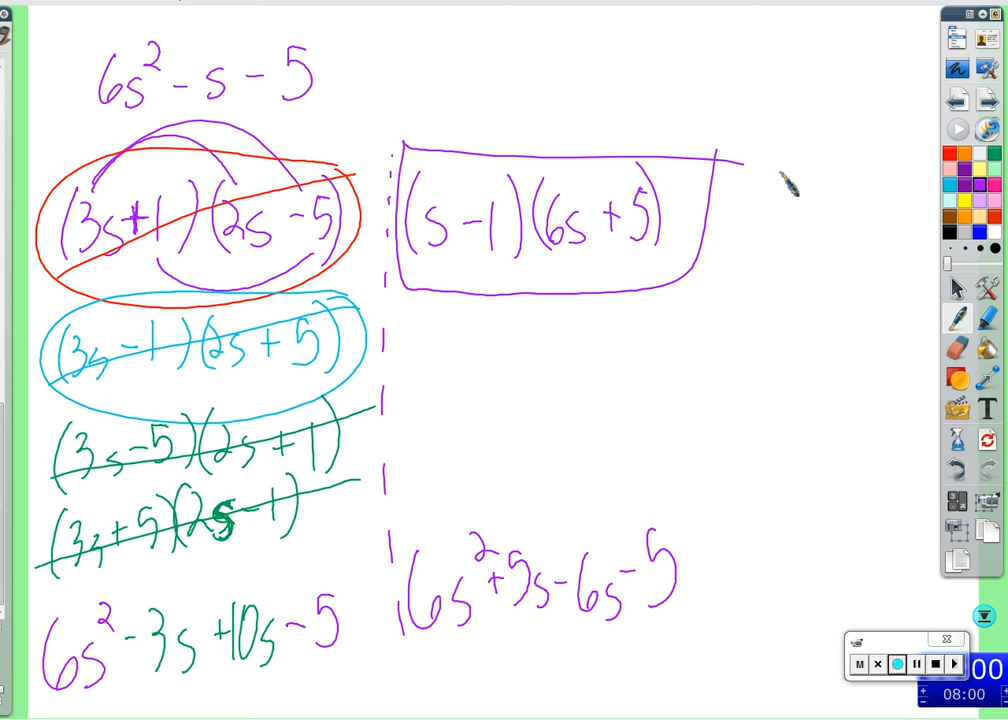 6s² - s - 5
(3s+1)(2s-5)
(s-1)(6s+5)
(3s-1)(2s+5)
(3s-5)(2s+1)
(3s+5)(2s-1)
6s² - 3s + 10s - 5
6s² + 5s - 6s - 5
T
M
00
08:00